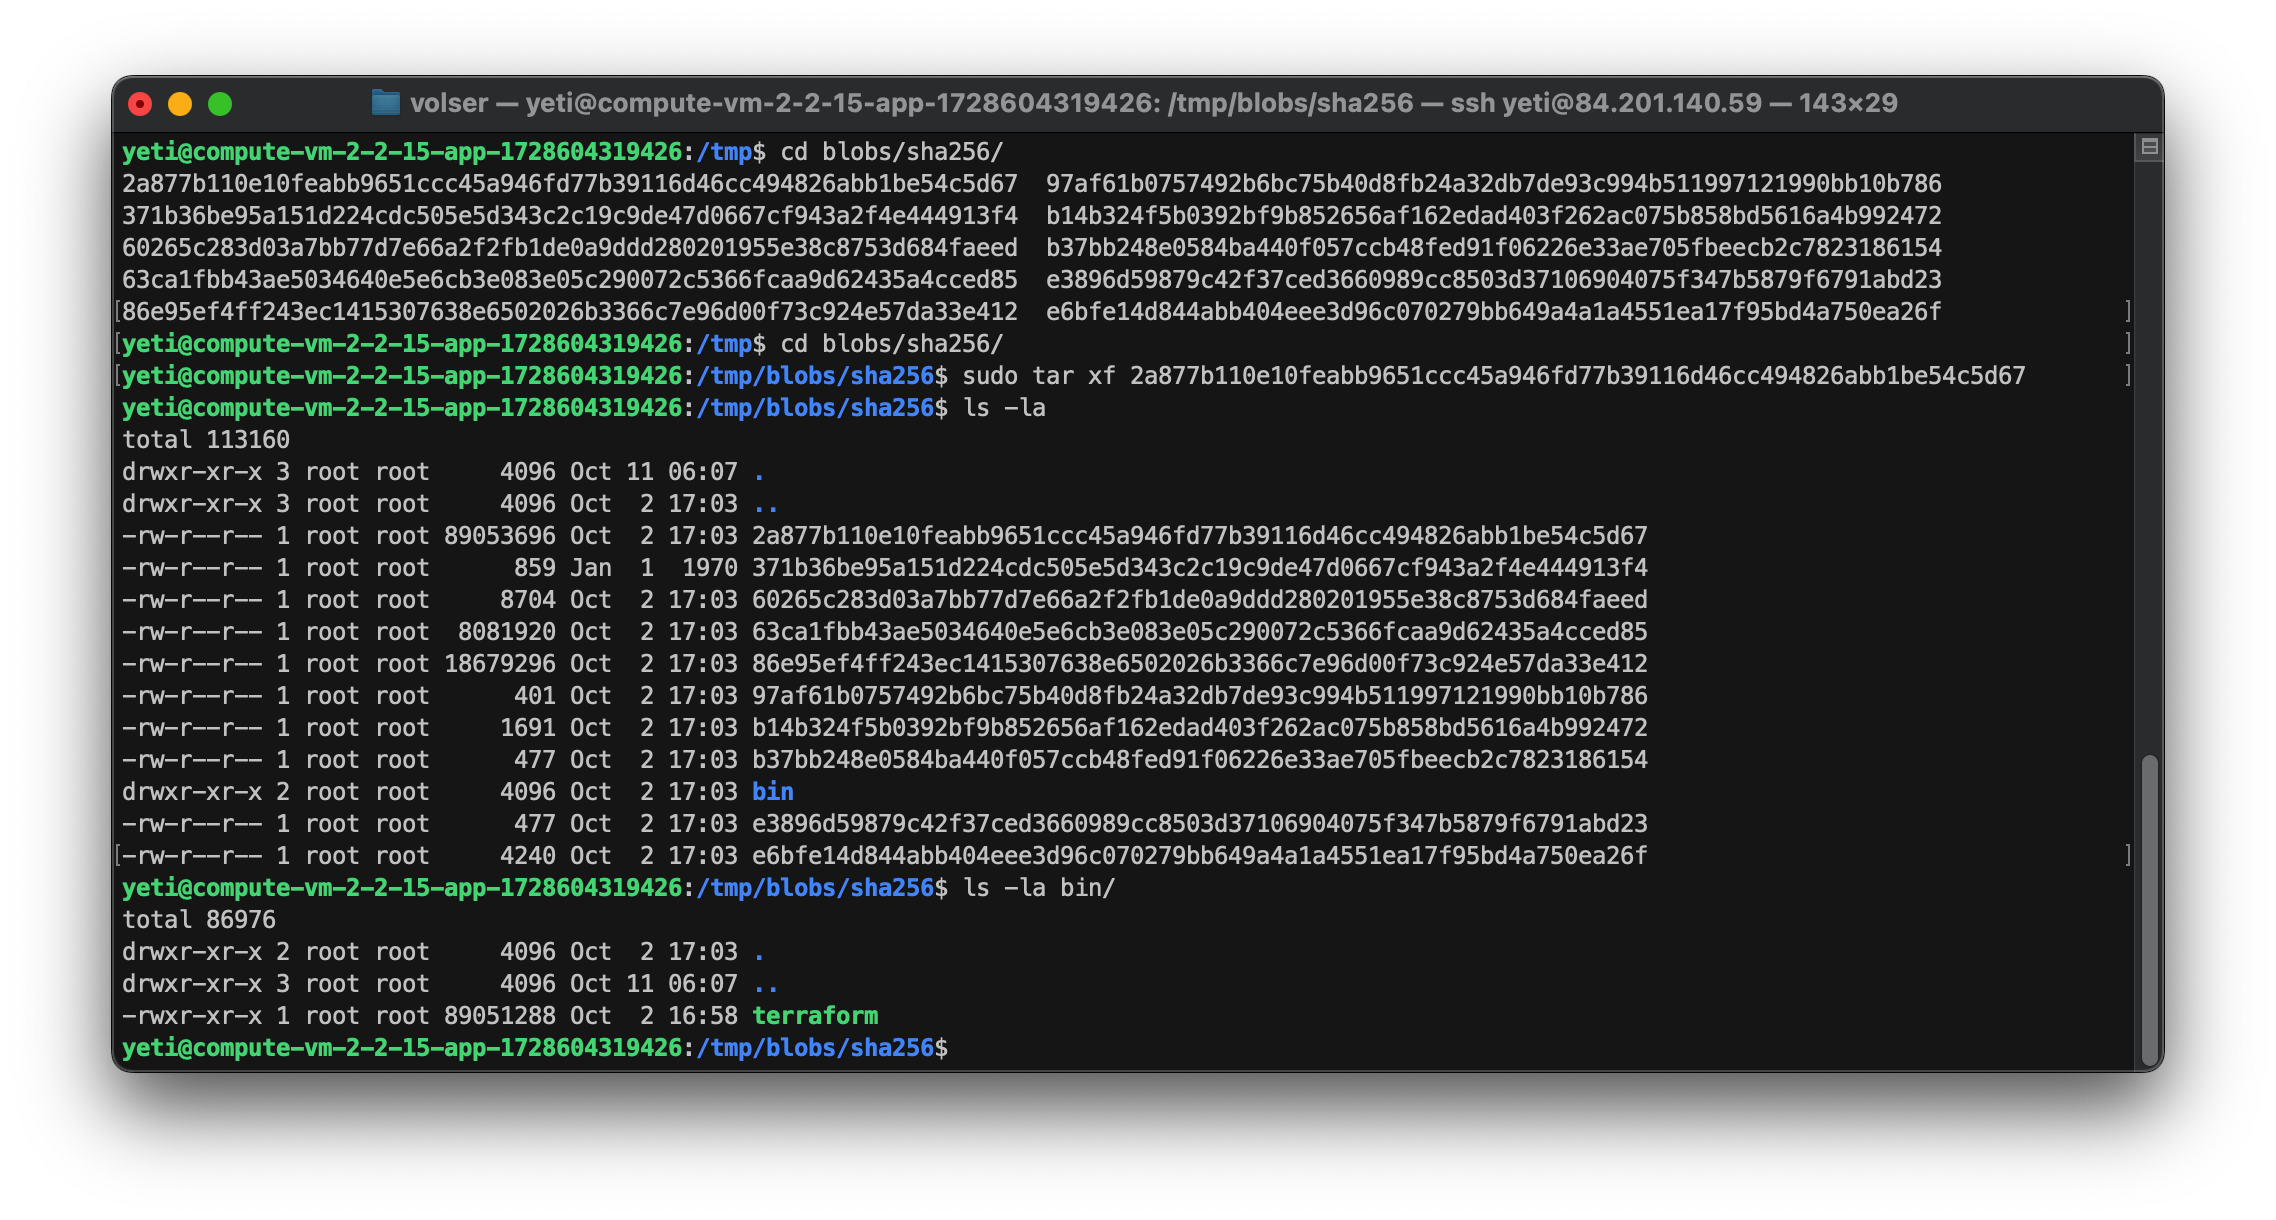 volser — yeti@compute-vm-2-2-15-app-1728604319426: /tmp/blobs/sha256 — ssh yeti@84.201.140.59 — 143×29
yeti@compute-vm-2-2-15-app-1728604319426:/tmp$ cd blobs/sha256/
2a877b110e10feabb9651ccc45a946fd77b39116d46cc494826abb1be54c5d67  97af61b0757492b6bc75b40d8fb24a32db7de93c994b511997121990bb10b786
371b36be95a151d224cdc505e5d343c2c19c9de47d0667cf943a2f4e444913f4  b14b324f5b0392bf9b852656af162edad403f262ac075b858bd5616a4b992472
60265c283d03a7bb77d7e66a2f2fb1de0a9ddd280201955e38c8753d684faeed  b37bb248e0584ba440f057ccb48fed91f06226e33ae705fbeecb2c7823186154
63ca1fbb43ae5034640e5e6cb3e083e05c290072c5366fcaa9d62435a4cced85  e3896d59879c42f37ced3660989cc8503d37106904075f347b5879f6791abd23
[86e95ef4ff243ec1415307638e6502026b3366c7e96d00f73c924e57da33e412  e6bfe14d844abb404eee3d96c070279bb649a4a1a4551ea17f95bd4a750ea26f ]
[yeti@compute-vm-2-2-15-app-1728604319426:/tmp$ cd blobs/sha256/ ]
[yeti@compute-vm-2-2-15-app-1728604319426:/tmp/blobs/sha256$ sudo tar xf 2a877b110e10feabb9651ccc45a946fd77b39116d46cc494826abb1be54c5d67 ]
yeti@compute-vm-2-2-15-app-1728604319426:/tmp/blobs/sha256$ ls -la
total 113160
drwxr-xr-x 3 root root     4096 Oct 11 06:07 .
drwxr-xr-x 3 root root     4096 Oct  2 17:03 ..
-rw-r--r-- 1 root root 89053696 Oct  2 17:03 2a877b110e10feabb9651ccc45a946fd77b39116d46cc494826abb1be54c5d67
-rw-r--r-- 1 root root      859 Jan  1  1970 371b36be95a151d224cdc505e5d343c2c19c9de47d0667cf943a2f4e444913f4
-rw-r--r-- 1 root root     8704 Oct  2 17:03 60265c283d03a7bb77d7e66a2f2fb1de0a9ddd280201955e38c8753d684faeed
-rw-r--r-- 1 root root  8081920 Oct  2 17:03 63ca1fbb43ae5034640e5e6cb3e083e05c290072c5366fcaa9d62435a4cced85
-rw-r--r-- 1 root root 18679296 Oct  2 17:03 86e95ef4ff243ec1415307638e6502026b3366c7e96d00f73c924e57da33e412
-rw-r--r-- 1 root root      401 Oct  2 17:03 97af61b0757492b6bc75b40d8fb24a32db7de93c994b511997121990bb10b786
-rw-r--r-- 1 root root     1691 Oct  2 17:03 b14b324f5b0392bf9b852656af162edad403f262ac075b858bd5616a4b992472
-rw-r--r-- 1 root root      477 Oct  2 17:03 b37bb248e0584ba440f057ccb48fed91f06226e33ae705fbeecb2c7823186154
drwxr-xr-x 2 root root     4096 Oct  2 17:03 bin
-rw-r--r-- 1 root root      477 Oct  2 17:03 e3896d59879c42f37ced3660989cc8503d37106904075f347b5879f6791abd23
[-rw-r--r-- 1 root root     4240 Oct  2 17:03 e6bfe14d844abb404eee3d96c070279bb649a4a1a4551ea17f95bd4a750ea26f ]
yeti@compute-vm-2-2-15-app-1728604319426:/tmp/blobs/sha256$ ls -la bin/
total 86976
drwxr-xr-x 2 root root     4096 Oct  2 17:03 .
drwxr-xr-x 3 root root     4096 Oct 11 06:07 ..
-rwxr-xr-x 1 root root 89051288 Oct  2 16:58 terraform
yeti@compute-vm-2-2-15-app-1728604319426:/tmp/blobs/sha256$